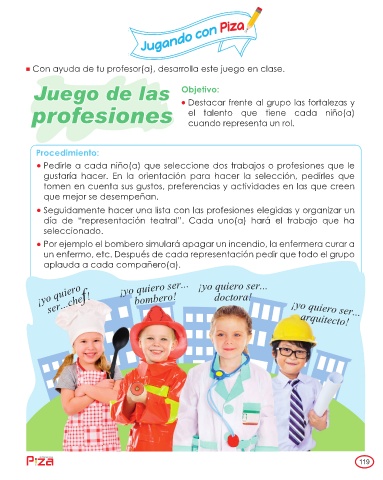 Jugando con Piza
Con ayuda de tu profesor(a), desarrolla este juego en clase.
Juego de las
profesiones
Objetivo:
• Destacar frente al grupo las fortalezas y
el talento que tiene cada niño(a)
cuando representa un rol.
Procedimiento:
• Pedirle a cada niño(a) que seleccione dos trabajos o profesiones que le
gustaría hacer. En la orientación para hacer la selección, pedirles que
tomen en cuenta sus gustos, preferencias y actividades en las que creen
que mejor se desempeñan.
• Seguidamente hacer una lista con las profesiones elegidas y organizar un
día de “representación teatral”. Cada uno(a) hará el trabajo que ha
seleccionado.
• Por ejemplo el bombero simulará apagar un incendio, la enfermera curar a
un enfermo, etc. Después de cada representación pedir que todo el grupo
aplauda a cada compañero(a).
¡yo quiero
ser...chef!
¡yo quiero ser...
bombero!
¡yo quiero ser...
doctora!
¡yo quiero ser...
arquitecto!
Piza
119